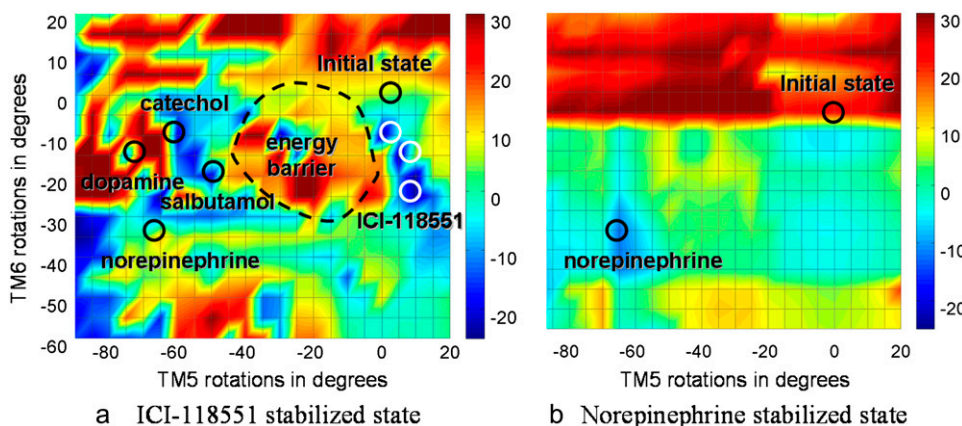 20
10
0
-10
-20
-30
-40
-50
-60
TM6 rotations in degrees
-80 -60 -40 -20 0 20
TM5 rotations in degrees
Initial state
catechol
energy
barrier
dopamine
salbutamol
ICI-118551
norepinephrine
30
20
10
0
-10
-20
a ICI-118551 stabilized state
Initial state
norepinephrine
-80 -60 -40 -20 0 20
TM5 rotations in degrees
30
20
10
0
-10
-20
b Norepinephrine stabilized state